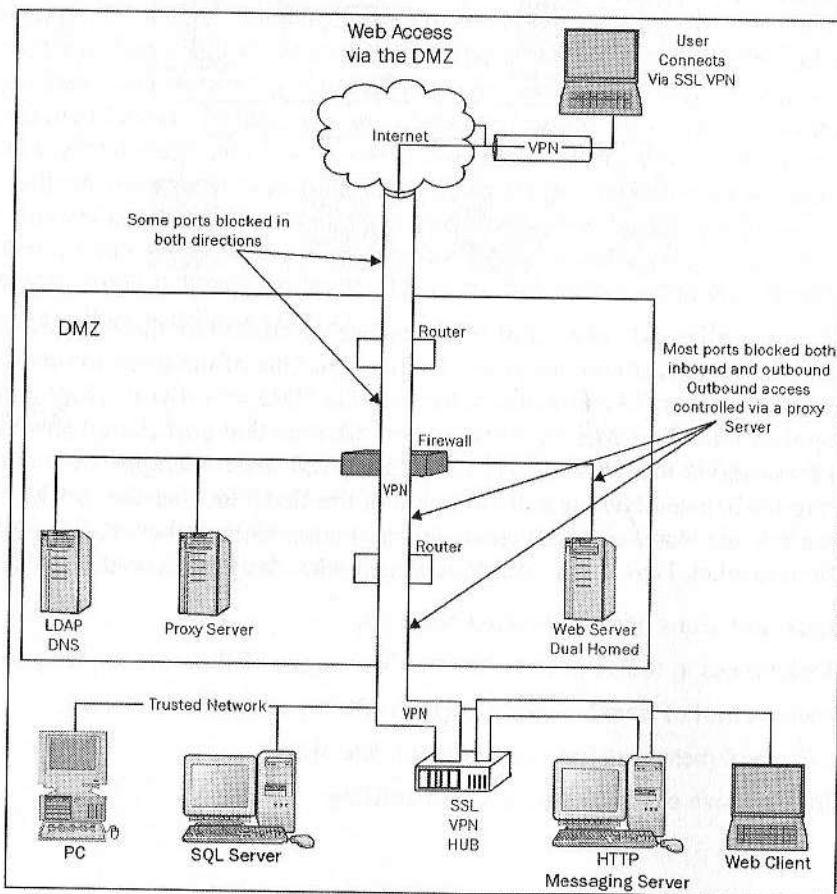 Web Access
via the DMZ
User
Connects
Via SSL VPN
Internet
VPN
Some ports blocked in
both directions
DMZ
Router
Most ports blocked both
inbound and outbound
Outbound access
controlled via a proxy
Server
Firewall
VPN
Router
LDAP
DNS
Proxy Server
Web Server
Dual Homed
Trusted Network
VPN
PC
SQL Server
SSL
VPN
HUB
HTTP
Messaging Server
Web Client